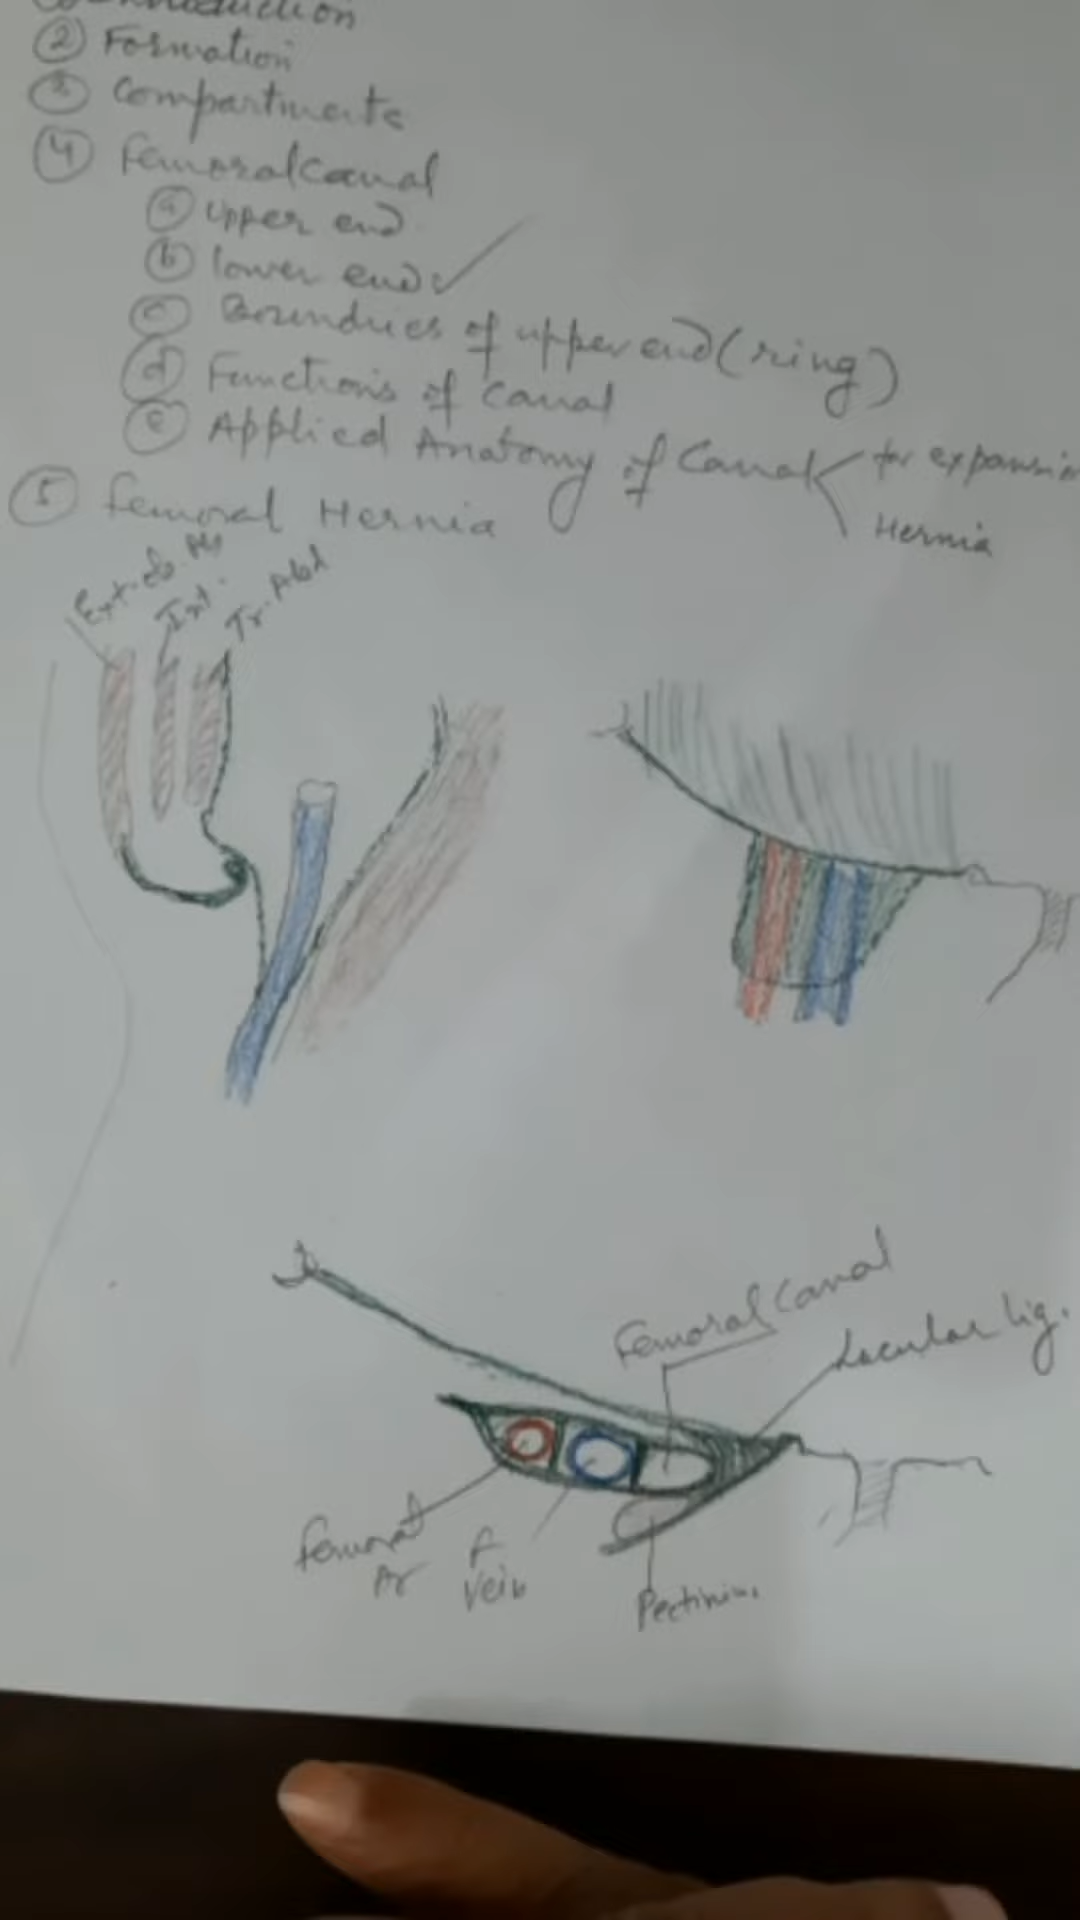 ② Formation
③ Compartments
④ Femoral Canal
ⓐ upper end
ⓑ lower end ✓
ⓒ Boundries of upper end (ring)
ⓓ Functions of Canal
ⓔ Applied Anatomy of Canal < for expansion
Hernia
⑤ Femoral Hernia
Int.
Tr. Abd
Femoral Canal
Lacular Lig.
Femoral
Ar
F
Vein